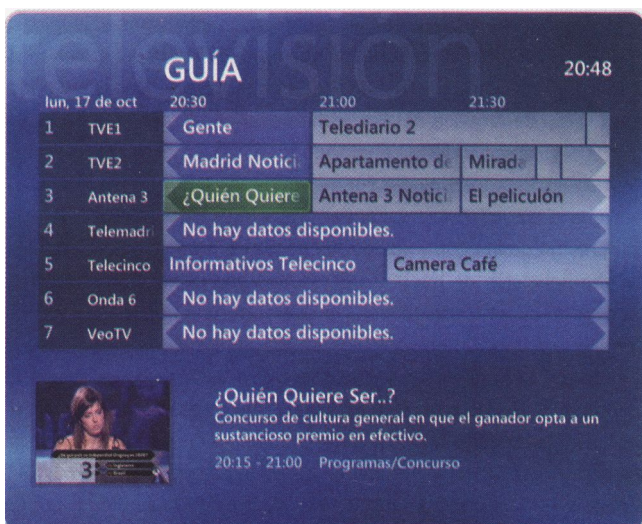 televisión
GUÍA 20:48
lun, 17 de oct 20:30 21:00 21:30
1 TVE1 Gente Telediario 2
2 TVE2 Madrid Notici Apartamento de Mirada
3 Antena 3 ¿Quién Quiere Antena 3 Notici El peliculón
4 Telemadri No hay datos disponibles.
5 Telecinco Informativos Telecinco Camera Café
6 Onda 6 No hay datos disponibles.
7 VeoTV No hay datos disponibles.
¿Quién Quiere Ser..?
Concurso de cultura general en que el ganador opta a un
sustancioso premio en efectivo.
20:15 - 21:00 Programas/Concurso
3